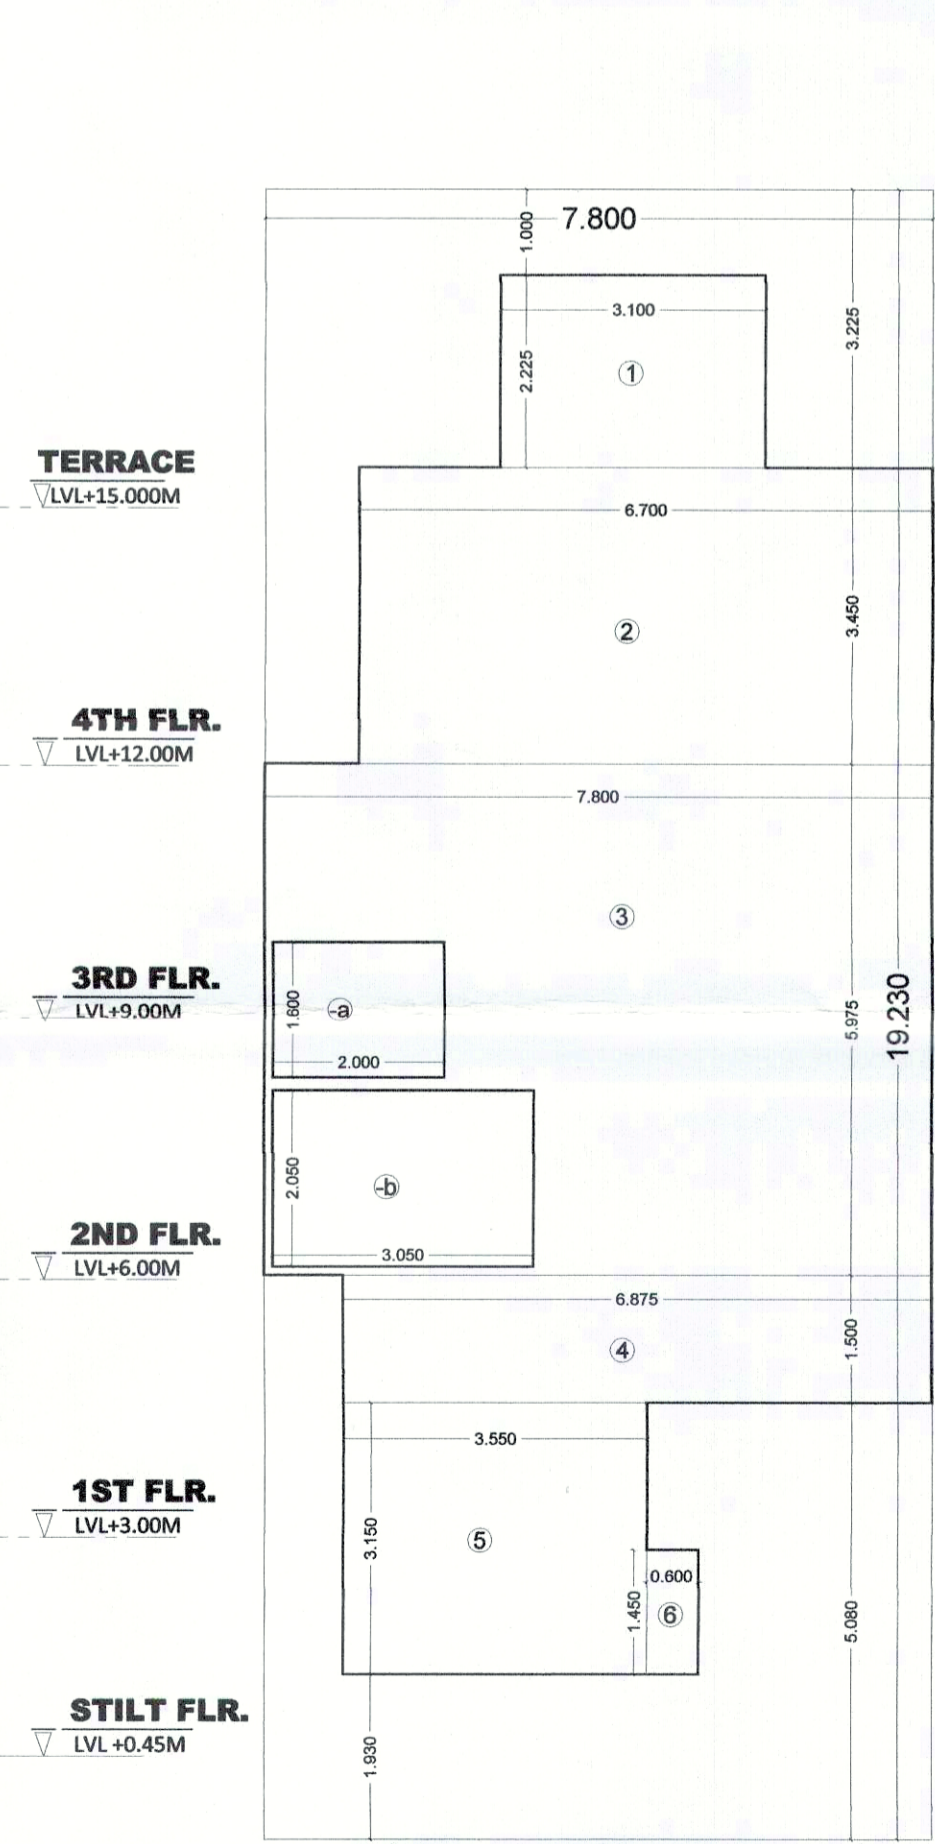 7.800
1.000
3.100
3.225
2.225
1
TERRACE
LVL+15.000M
6.700
2
3.450
4TH FLR.
LVL+12.00M
7.800
3
3RD FLR.
LVL+9.00M
1.600
-a
5.975
19.230
2.000
2.050
-b
2ND FLR.
LVL+6.00M
3.050
6.875
4
1.500
3.550
1ST FLR.
LVL+3.00M
3.150
5
0.600
1.450
6
5.080
STILT FLR.
LVL +0.45M
1.930